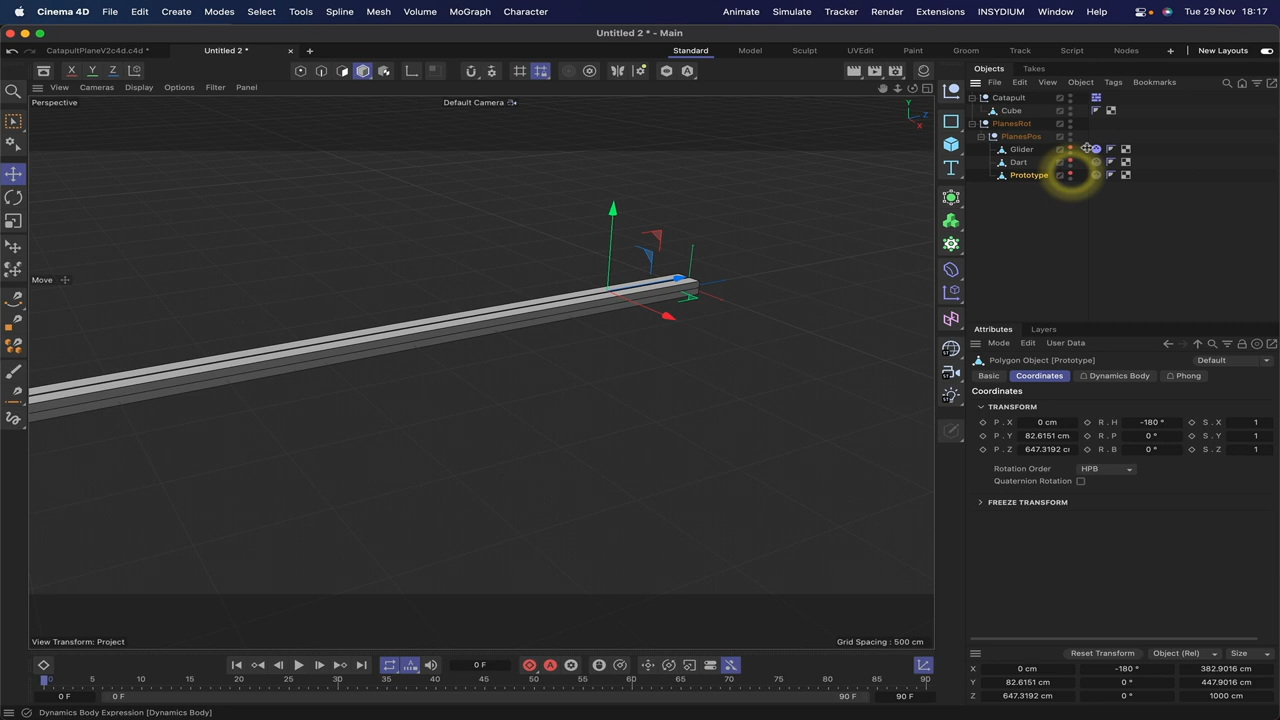 Cinema 4D File Edit Create Modes Select Tools Spline Mesh Volume MoGraph Character Animate Simulate Tracker Render Extensions INSYDIUM Window Help Tue 29 Nov 18:17
Untitled 2 * - Main
CatapultPlaneV2c4d.c4d * Untitled 2 * Standard Model Sculpt UVEdit Paint Groom Track Script Nodes New Layouts
X Y Z
Objects Takes
View Cameras Display Options Filter Panel
File Edit View Object Tags Bookmarks
Perspective Default Camera
Catapult
Cube
PlanesRot
PlanesPos
Glider
Dart
Prototype
Y
Z
X
Move
Attributes Layers
Mode Edit User Data
Polygon Object [Prototype] Default
Basic Coordinates Dynamics Body Phong
Coordinates
TRANSFORM
P . X 0 cm R . H -180 ° S . X 1
P . Y 82.6151 cm R . P 0 ° S . Y 1
P . Z 647.3192 cı R . B 0 ° S . Z 1
Rotation Order HPB
Quaternion Rotation
FREEZE TRANSFORM
View Transform: Project Grid Spacing : 500 cm
0 F
Reset Transform Object (Rel) Size
X 0 cm -180 ° 382.9016 cm
Y 82.6151 cm 0 ° 447.9016 cm
Z 647.3192 cm 0 ° 1000 cm
0 5 10 15 20 25 30 35 40 45 50 55 60 65 70 75 80 85 90
0 F 0 F 90 F 90 F
Dynamics Body Expression [Dynamics Body]